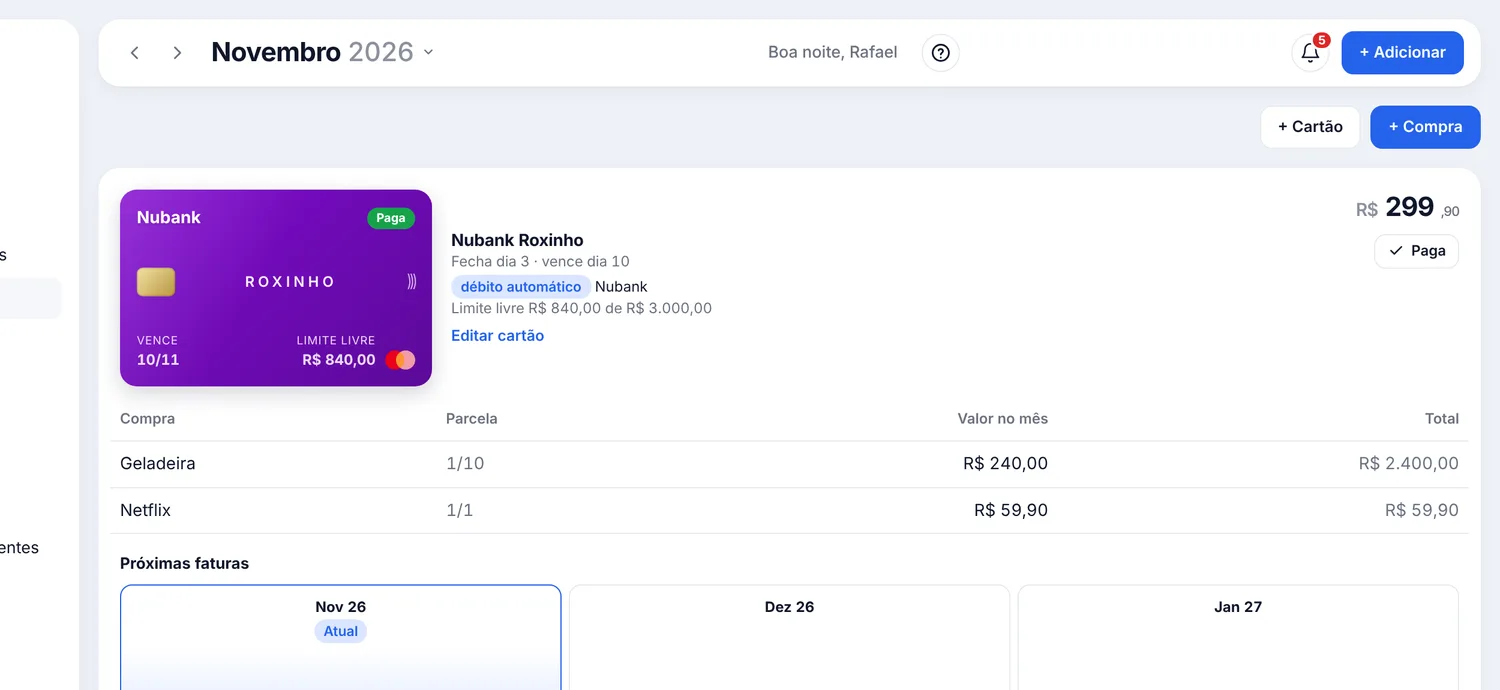 Novembro 2026
Boa noite, Rafael
5
+ Adicionar
+ Cartão
+ Compra
Nubank
Paga
ROXINHO
VENCE
10/11
LIMITE LIVRE
R$ 840,00
Nubank Roxinho
Fecha dia 3 · vence dia 10
débito automático Nubank
Limite livre R$ 840,00 de R$ 3.000,00
Editar cartão
R$ 299 ,90
Paga
Compra Parcela Valor no mês Total
Geladeira 1/10 R$ 240,00 R$ 2.400,00
Netflix 1/1 R$ 59,90 R$ 59,90
Próximas faturas
Nov 26
Atual
Dez 26
Jan 27
s
entes